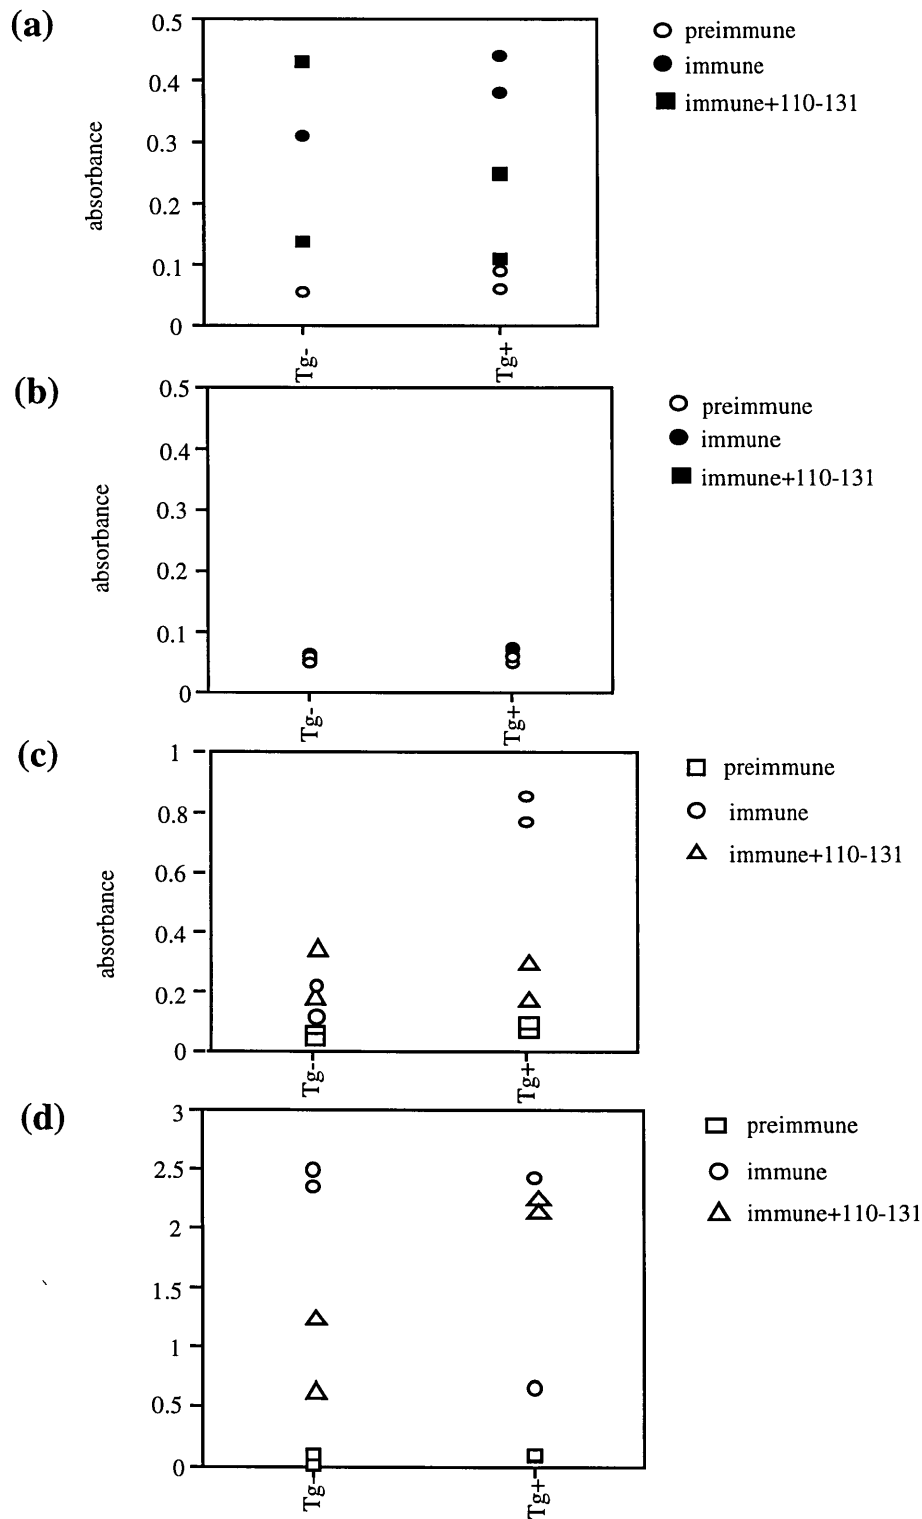 (a)
0.5
0.4
0.3
0.2
0.1
0
absorbance
Tg-
Tg+
preimmune
immune
immune+110-131
(b)
0.5
0.4
0.3
0.2
0.1
0
absorbance
Tg-
Tg+
preimmune
immune
immune+110-131
(c)
1
0.8
0.6
0.4
0.2
0
absorbance
Tg-
Tg+
preimmune
immune
immune+110-131
(d)
3
2.5
2
1.5
1
0.5
0
Tg-
Tg+
preimmune
immune
immune+110-131